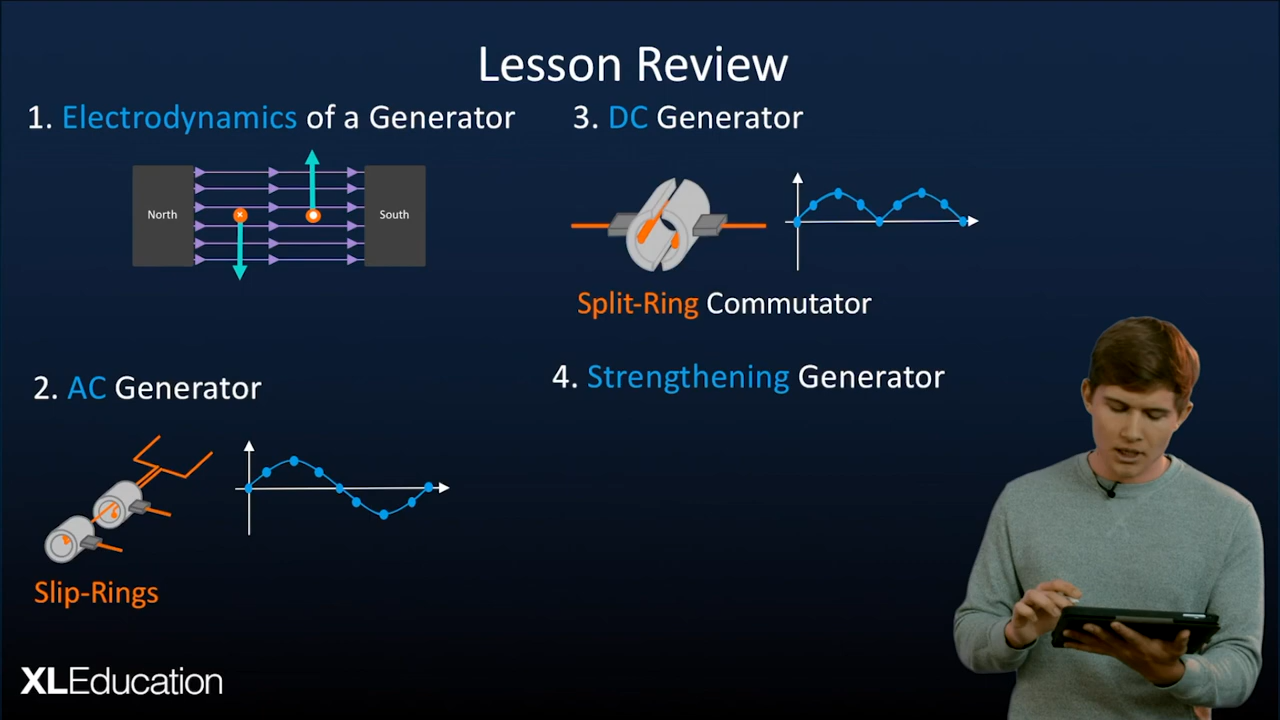 Lesson Review
1. Electrodynamics of a Generator
North
South
2. AC Generator
Slip-Rings
3. DC Generator
Split-Ring Commutator
4. Strengthening Generator
XLEducation